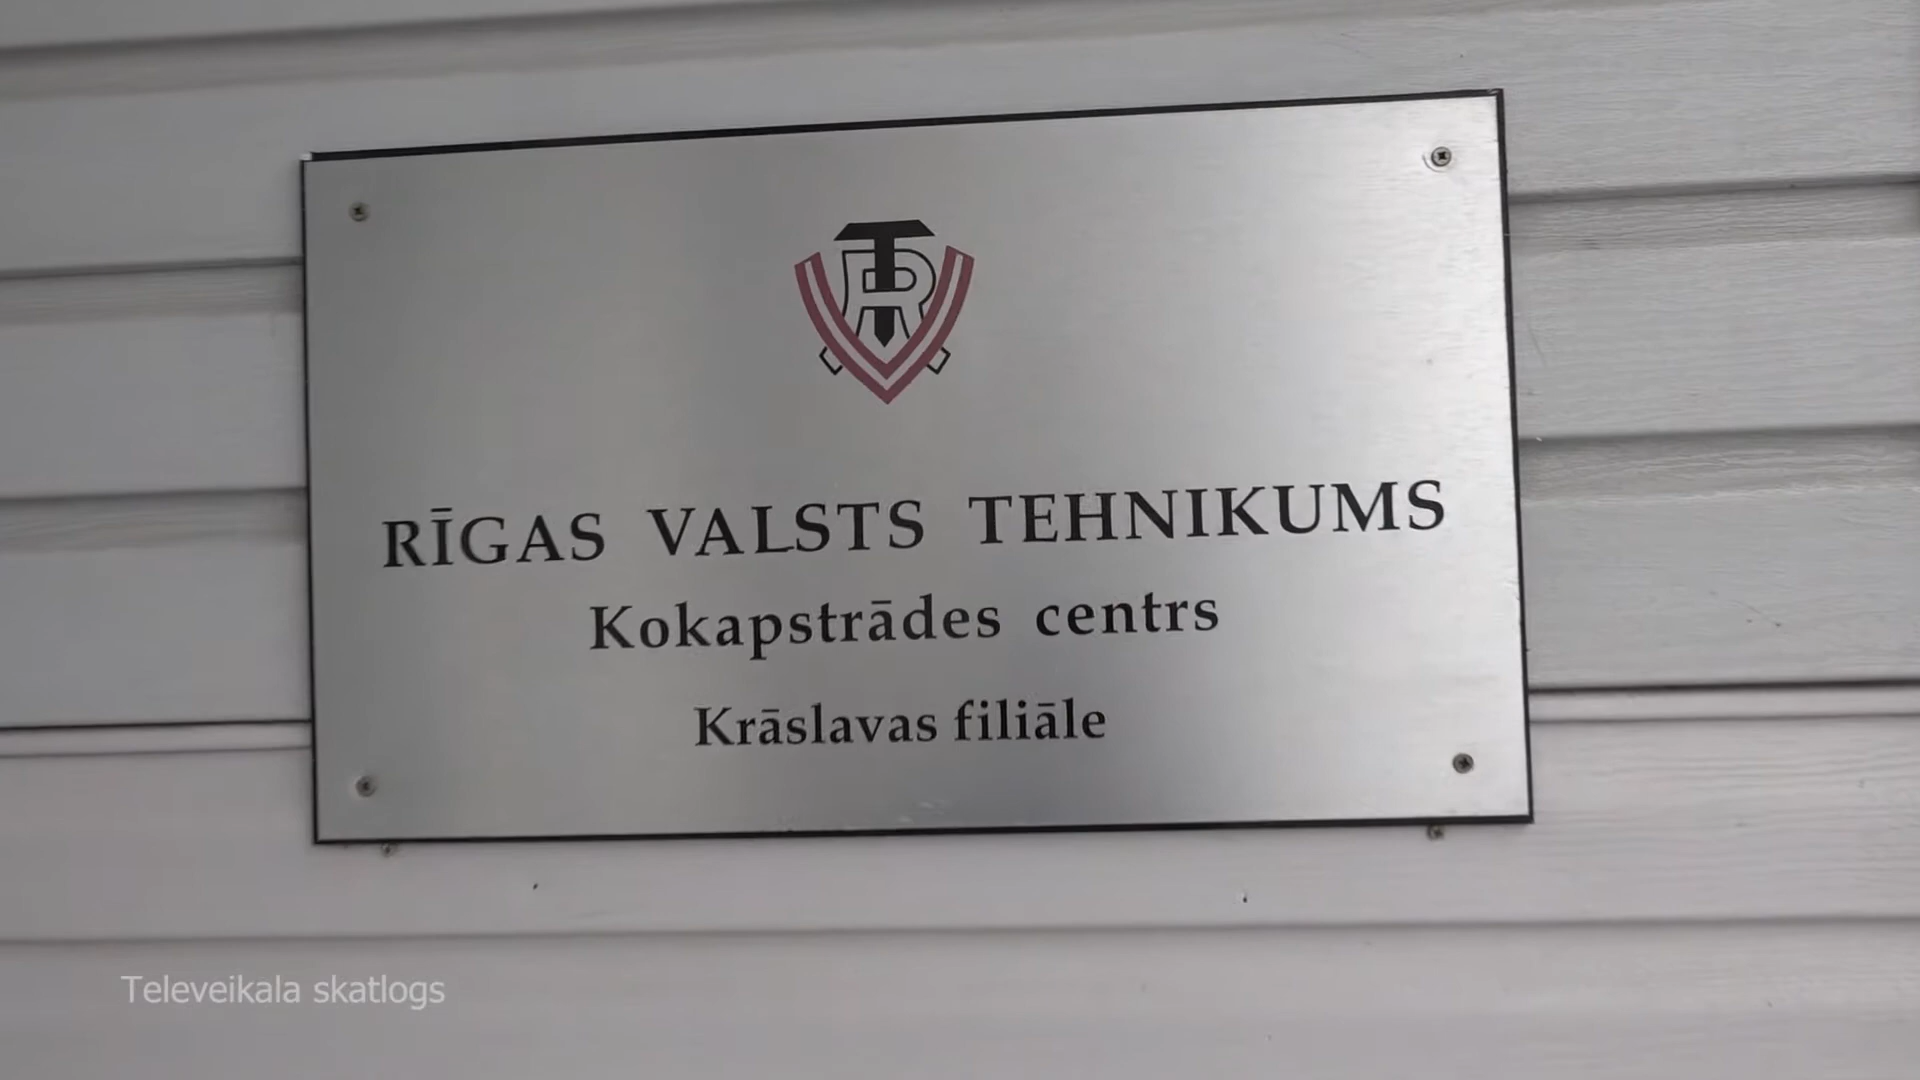 RĪGAS VALSTS TEHNIKUMS
Kokapstrādes centrs
Krāslavas filiāle
Televeikala skatlogs